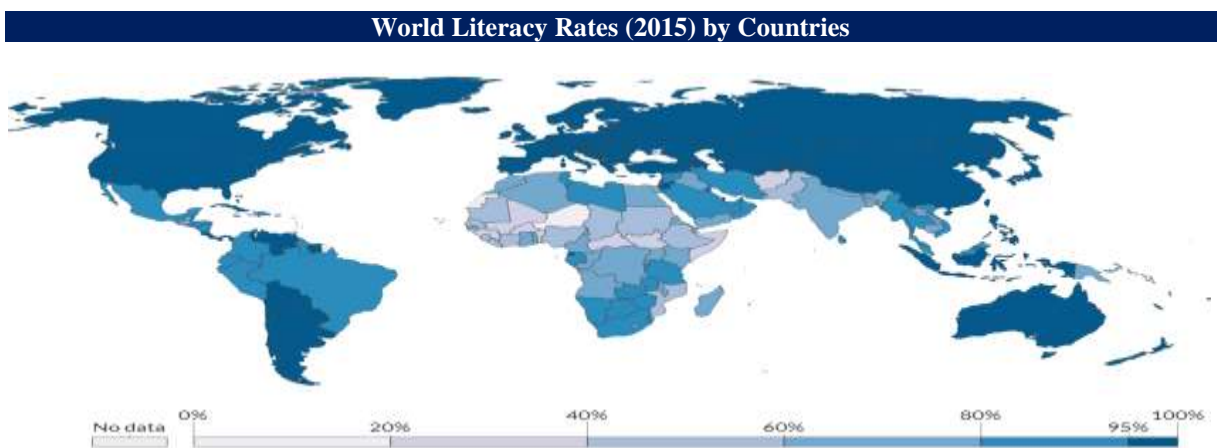 World Literacy Rates (2015) by Countries
0% 40% 80% 100%
No data 20% 60% 95%